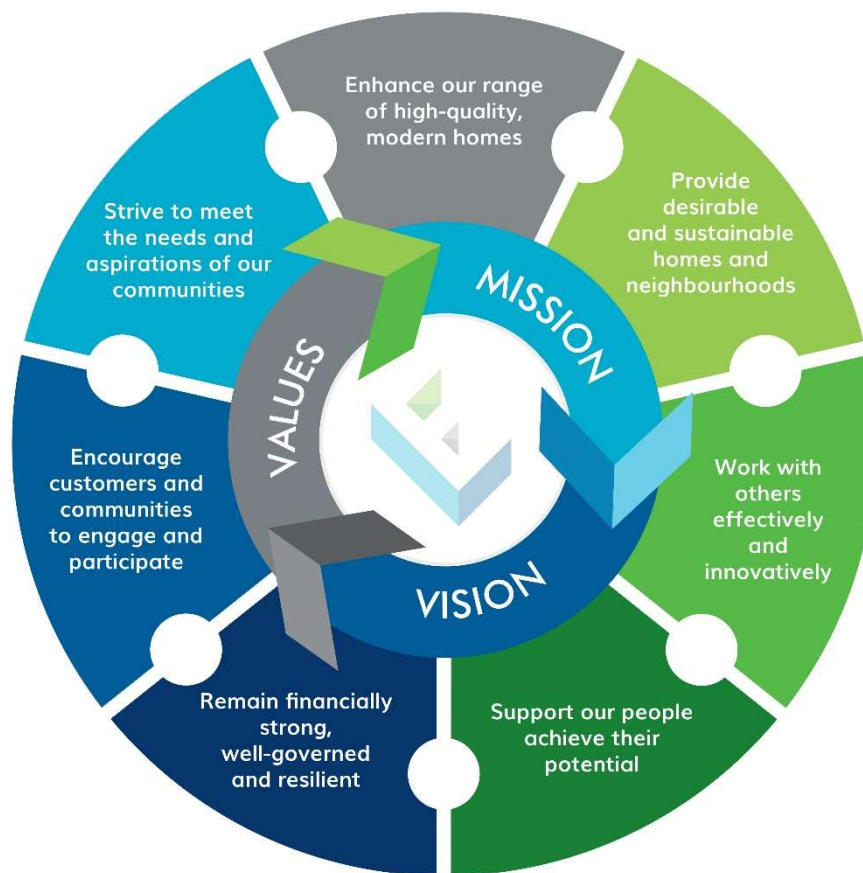 Enhance our range
of high-quality,
modern homes
Provide
desirable
and sustainable
homes and
neighbourhoods
Work with
others
effectively
and
innovatively
Support our people
achieve their
potential
Remain financially
strong,
well-governed
and resilient
Encourage
customers and
communities
to engage and
participate
Strive to meet
the needs and
aspirations of our
communities
MISSION
VISION
VALUES